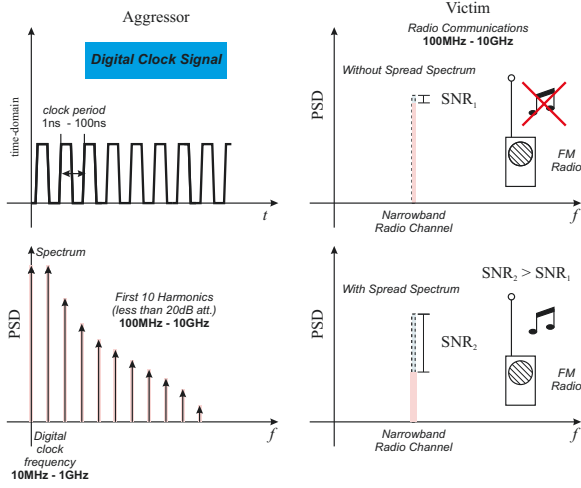 Aggressor
Digital Clock Signal
time-domain
clock period
1ns - 100ns
t
Victim
Radio Communications
100MHz - 10GHz
Without Spread Spectrum
PSD
SNR1
FM
Radio
f
Narrowband
Radio Channel
Spectrum
PSD
First 10 Harmonics
(less than 20dB att.)
100MHz - 10GHz
f
Digital
clock
frequency
10MHz - 1GHz
SNR2 > SNR1
With Spread Spectrum
PSD
SNR2
FM
Radio
f
Narrowband
Radio Channel